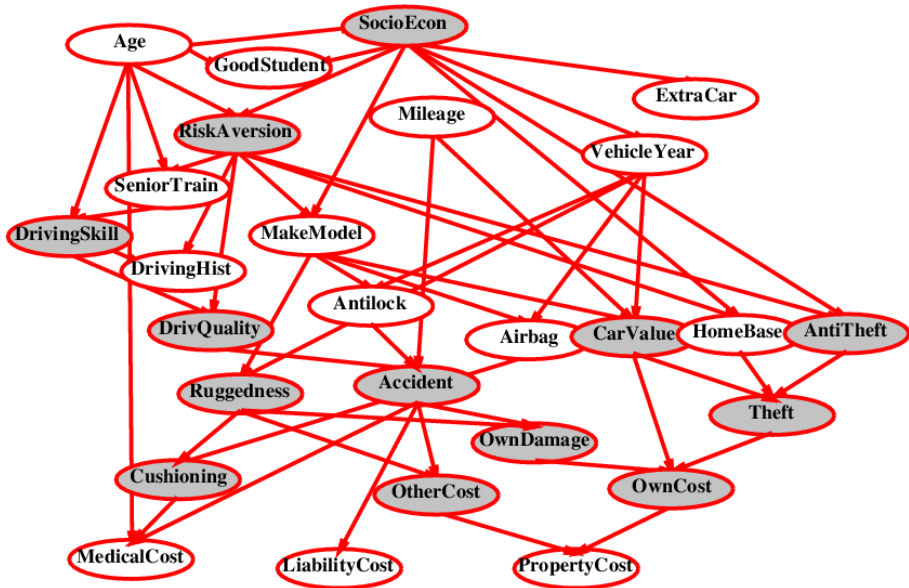 SocioEcon
Age
GoodStudent
ExtraCar
Mileage
RiskAversion
VehicleYear
SeniorTrain
DrivingSkill
MakeModel
DrivingHist
Antilock
DrivQuality
Airbag
CarValue
HomeBase
AntiTheft
Ruggedness
Accident
Theft
OwnDamage
Cushioning
OtherCost
OwnCost
MedicalCost
LiabilityCost
PropertyCost